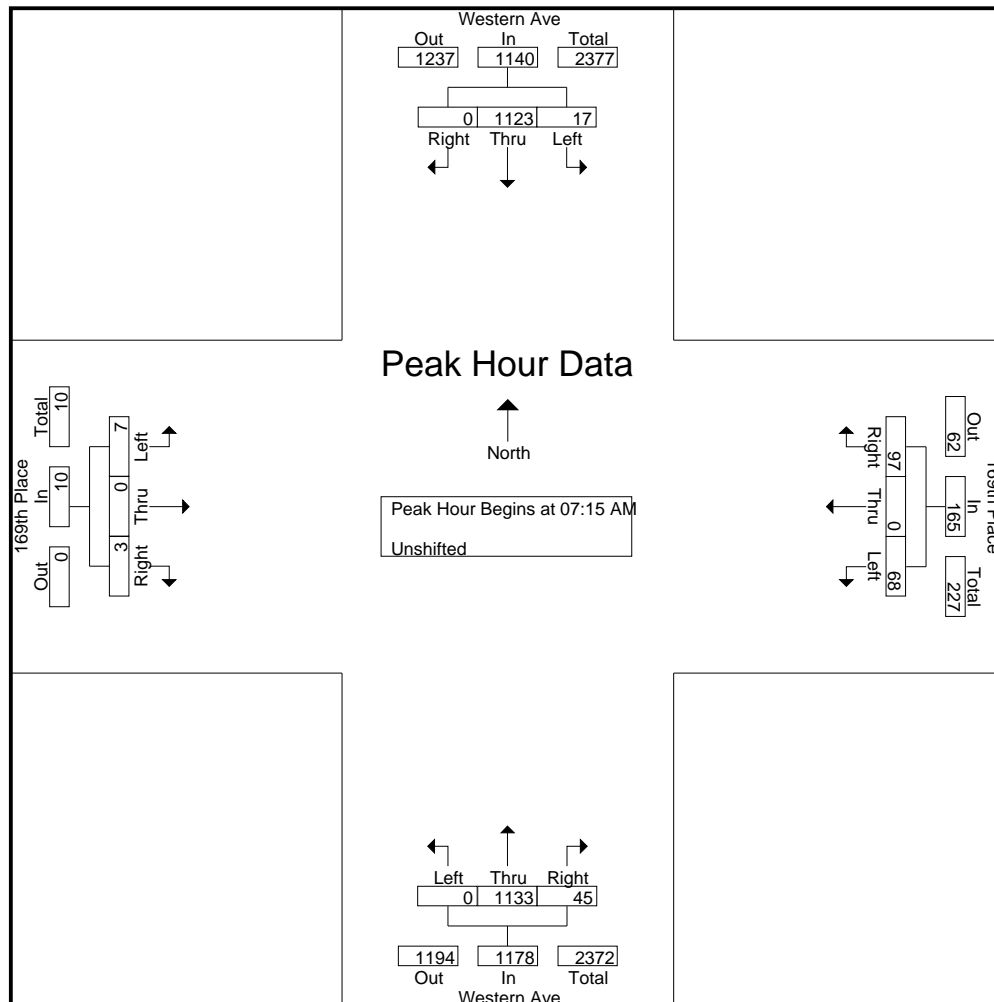 Western Ave
Out In Total
1237 1140 2377
0 1123 17
Right Thru Left
Peak Hour Data
North
Peak Hour Begins at 07:15 AM
Unshifted
169th Place
Out In Total
0 10 10
Right Thru Left
3 0 7
169th Place
Out In Total
62 165 227
Right Thru Left
97 0 68
Left Thru Right
0 1133 45
1194 1178 2372
Out In Total
Western Ave